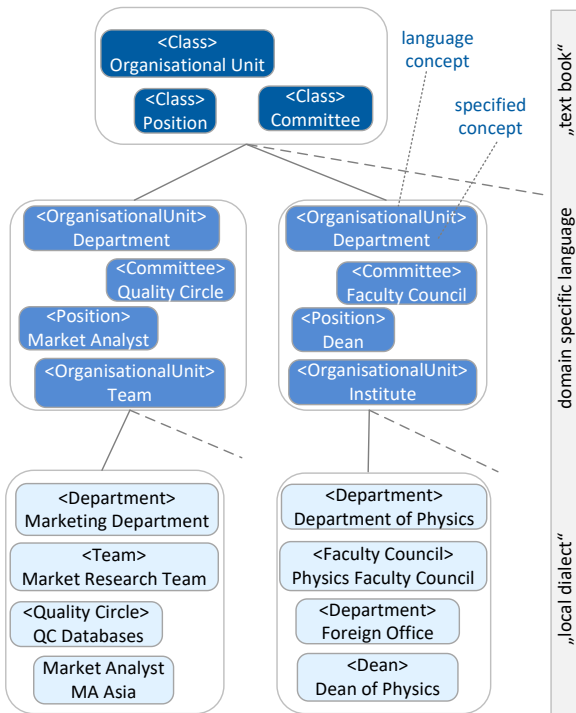 <Class>
Organisational Unit
<Class>
Position
<Class>
Committee
language
concept
specified
concept
„text book“
<OrganisationalUnit>
Department
<Committee>
Quality Circle
<Position>
Market Analyst
<OrganisationalUnit>
Team
<OrganisationalUnit>
Department
<Committee>
Faculty Council
<Position>
Dean
<OrganisationalUnit>
Institute
domain specific language
<Department>
Marketing Department
<Team>
Market Research Team
<Quality Circle>
QC Databases
Market Analyst
MA Asia
<Department>
Department of Physics
<Faculty Council>
Physics Faculty Council
<Department>
Foreign Office
<Dean>
Dean of Physics
„local dialect“